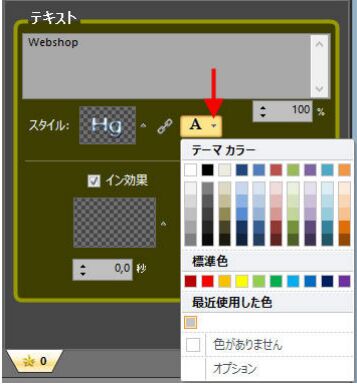 テキスト
Webshop
スタイル: Hg A 100 %
テーマ カラー
イン効果
標準色
0,0 秒
最近使用した色
色がありません
0
オプション